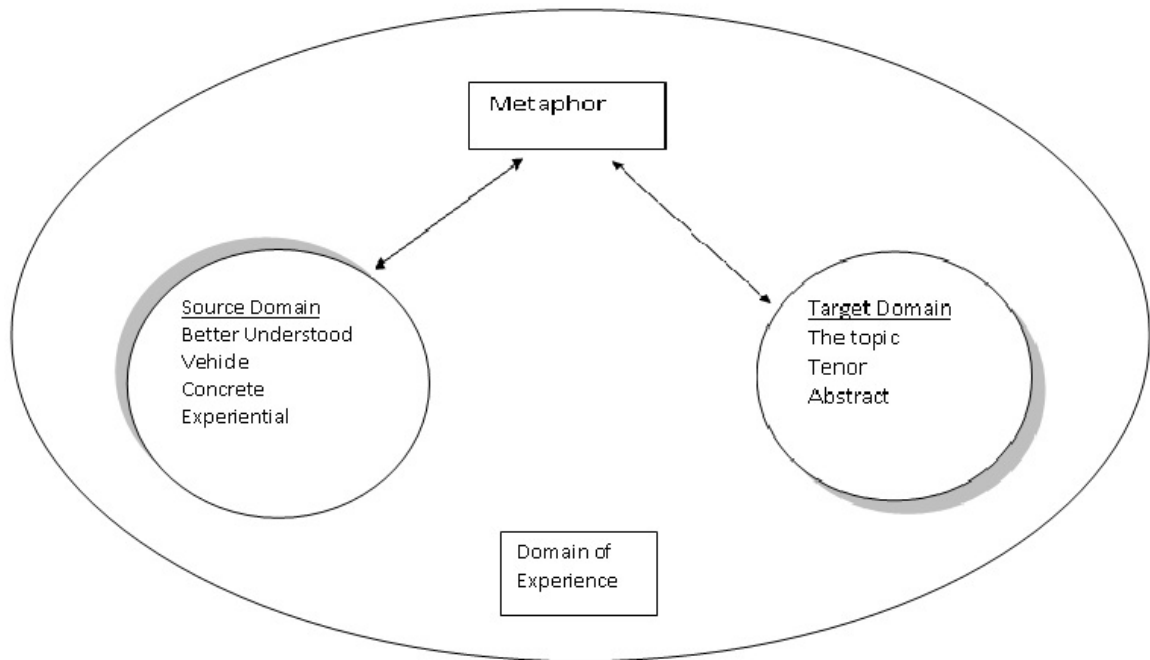 Metaphor
Source Domain
Better Understood
Vehide
Concrete
Experiential
Target Domain
The topic
Tenor
Abstract
Domain of
Experience